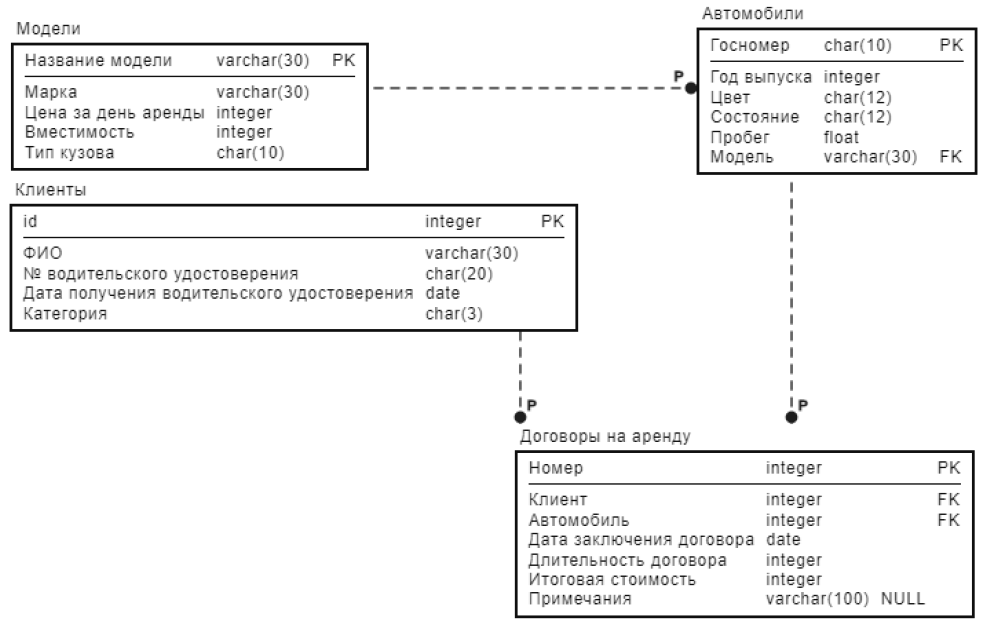 Модели
Название модели varchar(30) PK
Марка varchar(30)
Цена за день аренды integer
Вместимость integer
Тип кузова char(10)
P
Автомобили
Госномер char(10) PK
Год выпуска integer
Цвет char(12)
Состояние char(12)
Пробег float
Модель varchar(30) FK
Клиенты
id integer PK
ФИО varchar(30)
№ водительского удостоверения char(20)
Дата получения водительского удостоверения date
Категория char(3)
P
P
Договоры на аренду
Номер integer PK
Клиент integer FK
Автомобиль integer FK
Дата заключения договора date
Длительность договора integer
Итоговая стоимость integer
Примечания varchar(100) NULL